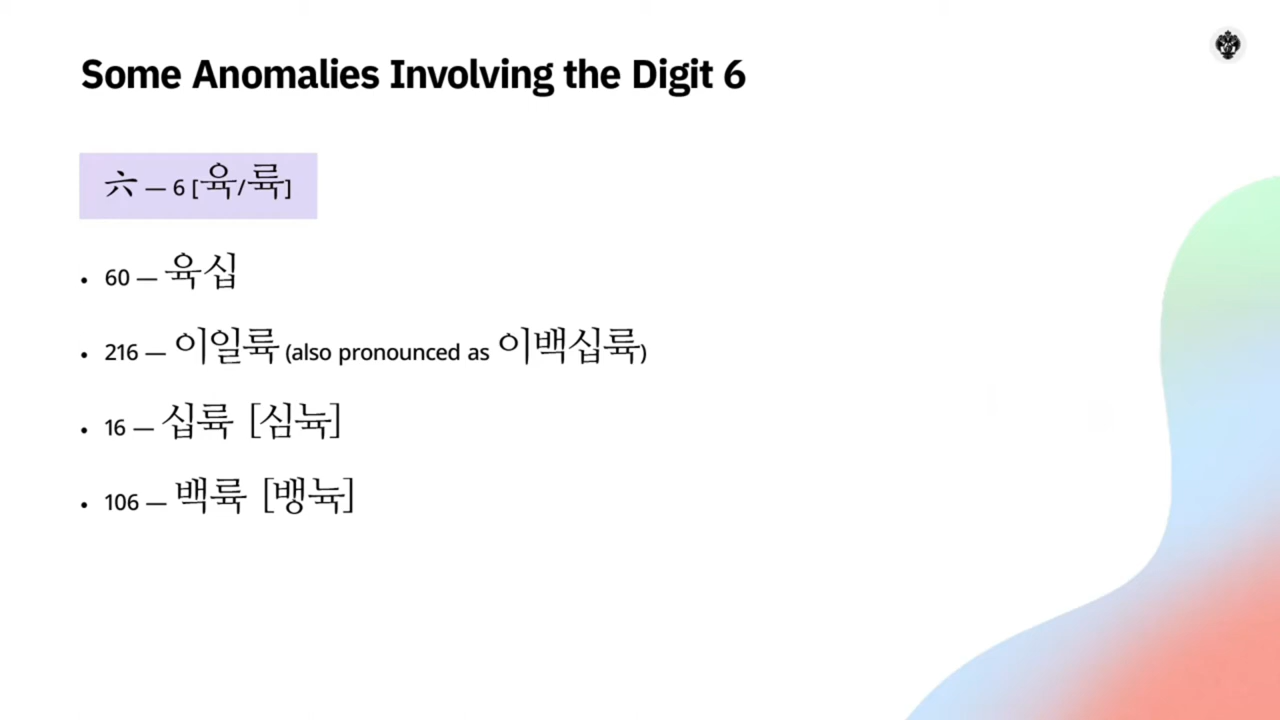 Some Anomalies Involving the Digit 6
六 — 6 [육/륙]
• 60 — 육십
• 216 — 이일륙 (also pronounced as 이백십륙)
• 16 — 십륙 [심뉵]
• 106 — 백륙 [뱅뉵]